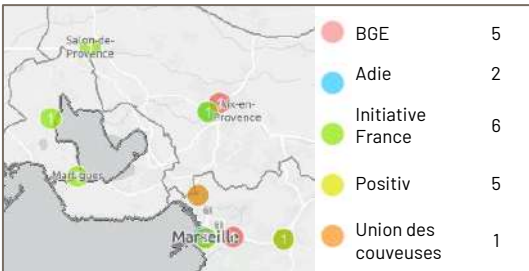 Salon-de-
Provence
1
Aix-en-
Provence
1
Martigues
Marseille
1
BGE 5
Adie 2
Initiative
France
6
Positiv 5
Union des
couveuses
1